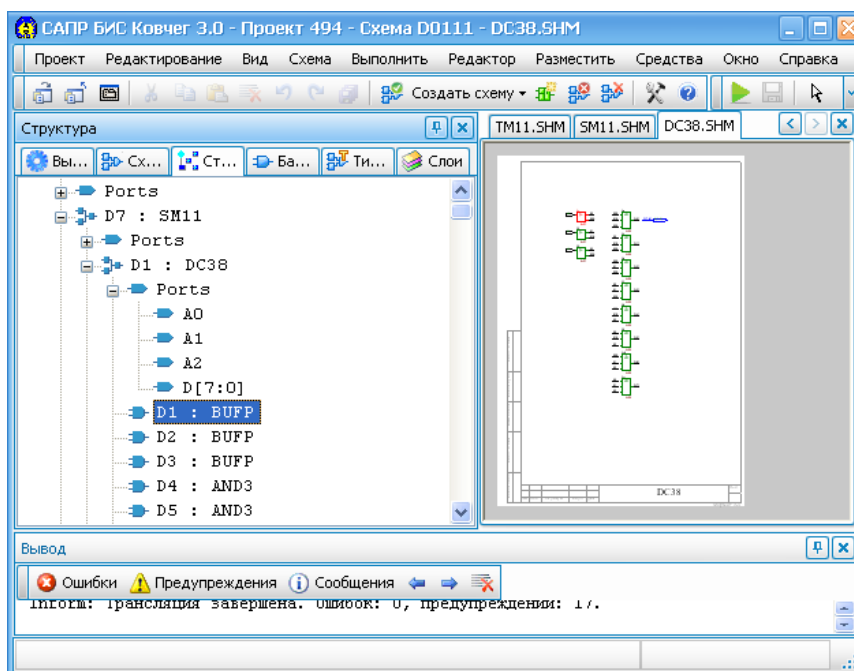 САПР БИС Ковчег 3.0 - Проект 494 - Схема D0111 - DC38.SHM
Проект Редактирование Вид Схема Выполнить Редактор Разместить Средства Окно Справка
Создать схему
Структура
TM11.SHM SM11.SHM DC38.SHM
Вы... Сх... Ст... Ба... Ти... Слои
Ports
D7 : SM11
Ports
D1 : DC38
Ports
A0
A1
A2
D[7:0]
D1 : BUFP
D2 : BUFP
D3 : BUFP
D4 : AND3
D5 : AND3
DC38
Вывод
Ошибки Предупреждения Сообщения
Inform: Трансляция завершена. Ошибок: 0, предупреждений: 17.